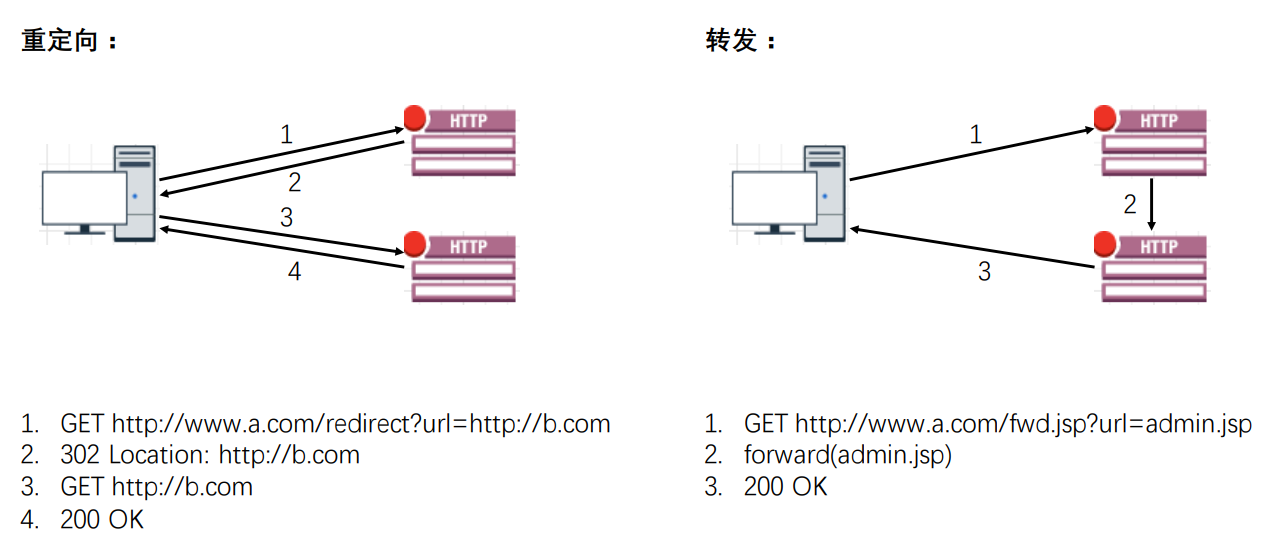 重定向：
HTTP
1
2
3
HTTP
4
1. GET http://www.a.com/redirect?url=http://b.com
2. 302 Location: http://b.com
3. GET http://b.com
4. 200 OK
转发：
HTTP
1
2
HTTP
3
1. GET http://www.a.com/fwd.jsp?url=admin.jsp
2. forward(admin.jsp)
3. 200 OK